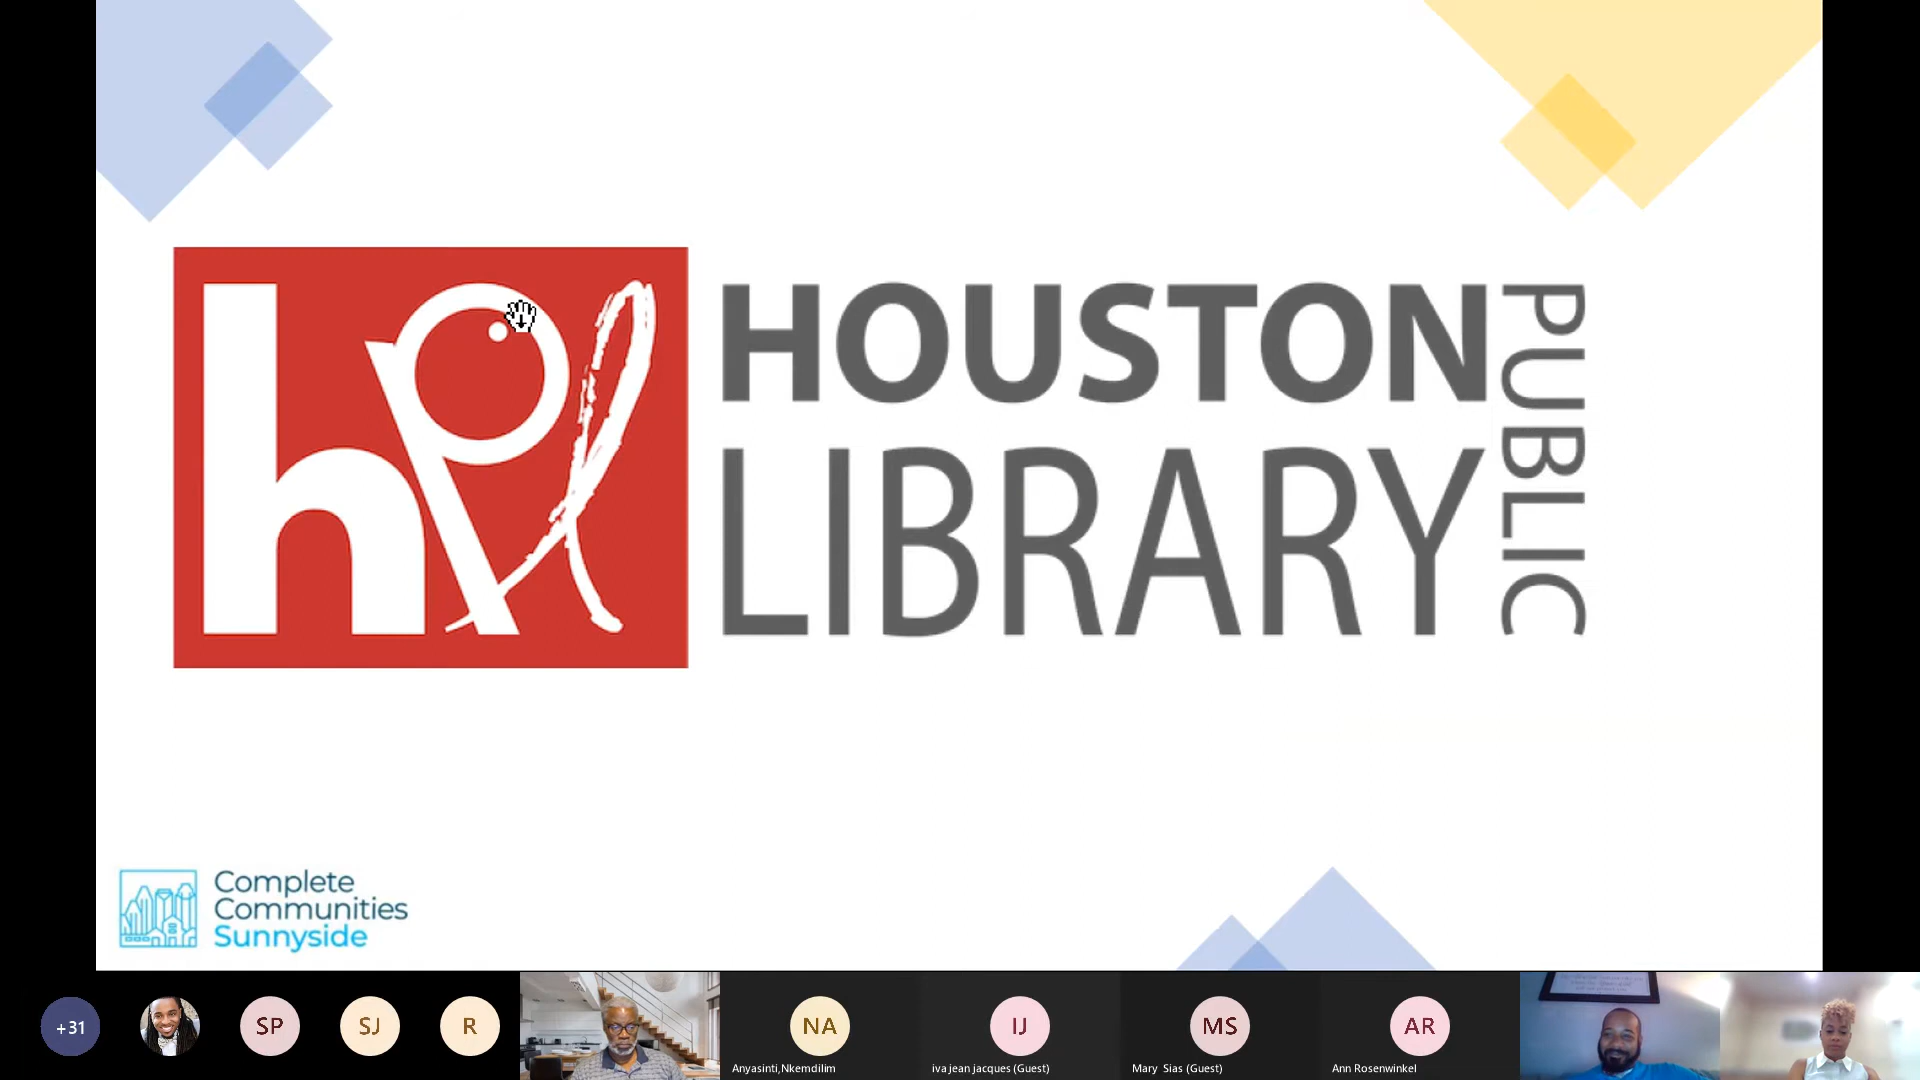 hpl
HOUSTON
LIBRARY
PUBLIC
Complete
Communities
Sunnyside
+31
SP
SJ
R
NA
Anyasinti,Nkemdilim
IJ
iva jean jacques (Guest)
MS
Mary Sias (Guest)
AR
Ann Rosenwinkel